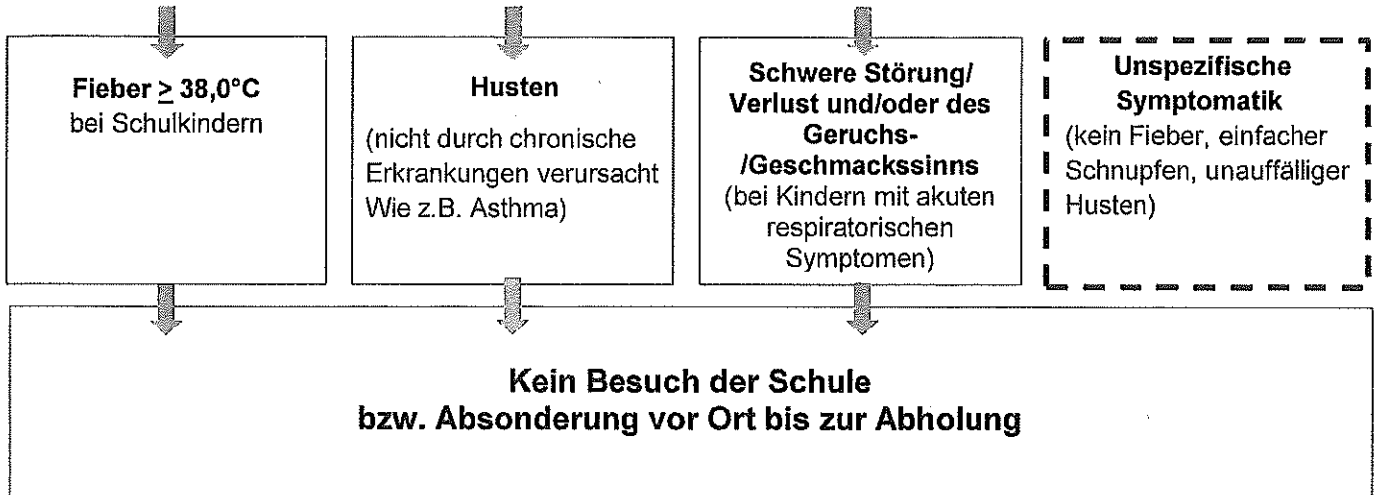 Fieber ≥ 38,0°C
bei Schulkindern
Husten
(nicht durch chronische
Erkrankungen verursacht
Wie z.B. Asthma)
Schwere Störung/
Verlust und/oder des
Geruchs-
/Geschmackssinns
(bei Kindern mit akuten
respiratorischen
Symptomen)
Unspezifische
Symptomatik
(kein Fieber, einfacher
Schnupfen, unauffälliger
Husten)
Kein Besuch der Schule
bzw. Absonderung vor Ort bis zur Abholung